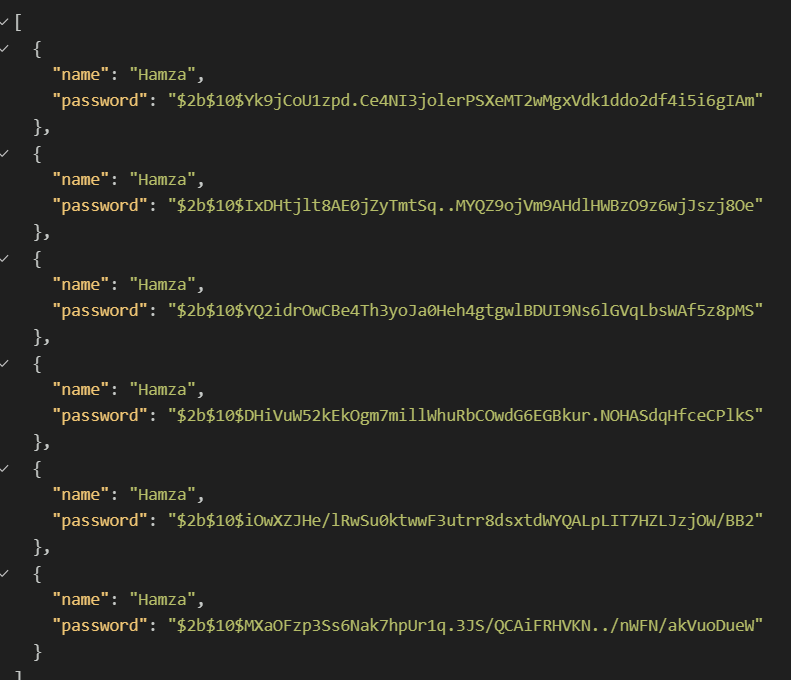 [
{
"name": "Hamza",
"password": "$2b$10$Yk9jCoU1zpd.Ce4NI3jolerPSXeMT2wMgxVdk1ddo2df4i5i6gIAm"
},
{
"name": "Hamza",
"password": "$2b$10$IxDHtjlt8AE0jZyTmtSq..MYQZ9ojVm9AHdlHWBzO9z6wjJszj8Oe"
},
{
"name": "Hamza",
"password": "$2b$10$YQ2idrOwCBe4Th3yoJa0Heh4gtgwlBDUI9Ns6lGVqLbsWAf5z8pMS"
},
{
"name": "Hamza",
"password": "$2b$10$DHiVuW52kEkOgm7millWhuRbCOwdG6EGBkur.NOHASdqHfceCPlkS"
},
{
"name": "Hamza",
"password": "$2b$10$iOwXZJHe/lRwSu0ktwwF3utrr8dsxtdWYQALpLIT7HZLJzjOW/BB2"
},
{
"name": "Hamza",
"password": "$2b$10$MXaOFzp3Ss6Nak7hpUr1q.3JS/QCAiFRHVKN../nWFN/akVuoDueW"
}
]